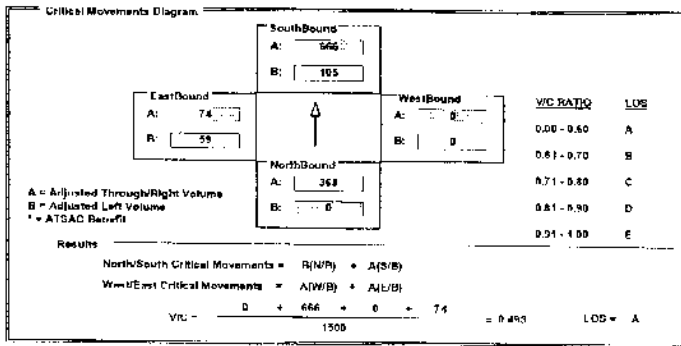 Critical Movements Diagram
SouthBound
A: 666
B: 105
EastBound
A: 74
B: 59
WestBound
A: 0
B: 0
NorthBound
A: 368
B: 0
V/C RATIO LOS
0.00 - 0.60 A
0.61 - 0.70 B
0.71 - 0.80 C
0.81 - 0.90 D
0.91 - 1.00 E
A = Adjusted Through/Right Volume
B = Adjusted Left Volume
* = ATSAC Benefit
Results
North/South Critical Movements = B(N/B) + A(S/B)
West/East Critical Movements = A(W/B) + A(E/B)
V/C = 0 + 666 + 0 + 74 = 0.493 LOS = A
1500